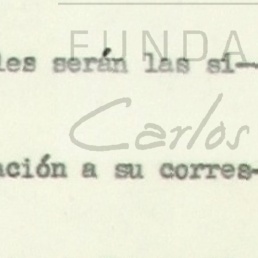 FUNDA
les serán las si-
Carlos
ación a su corres-